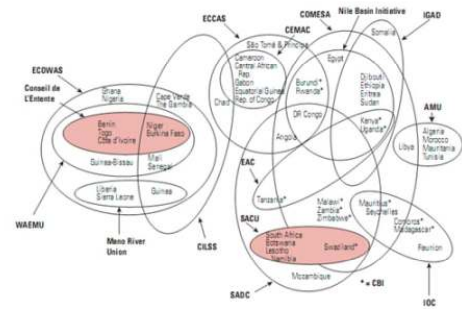 ECCAS
COMESA
Nile Basin Initiative
IGAD
CEMAC
São Tomé & Príncipe
Somalia
ECOWAS
Cameroon
Central African
Rep.
Gabon
Equatorial Guinea
Rep. of Congo
Egypt
Ghana
Nigeria
Cape Verde
The Gambia
Chad
Burundi*
Rwanda*
Djibouti
Ethiopia
Eritrea
Sudan
AMU
Conseil de
L'Entente
Benin
Togo
Côte d'Ivoire
Niger
Burkina Faso
DR Congo
Kenya*
Uganda*
Angola
Libya
Algeria
Morocco
Mauritania
Tunisia
Guinea-Bissau
Mali
Senegal
EAC
Liberia
Sierra Leone
Guinea
Tanzania*
Malawi*
Zambia*
Zimbabwe*
Mauritius*
Seychelles
WAEMU
SACU
Comoros*
Madagascar*
Mano River
Union
CILSS
South Africa
Botswana
Lesotho
Namibia
Swaziland*
Reunion
Mozambique
* = CBI
SADC
IOC